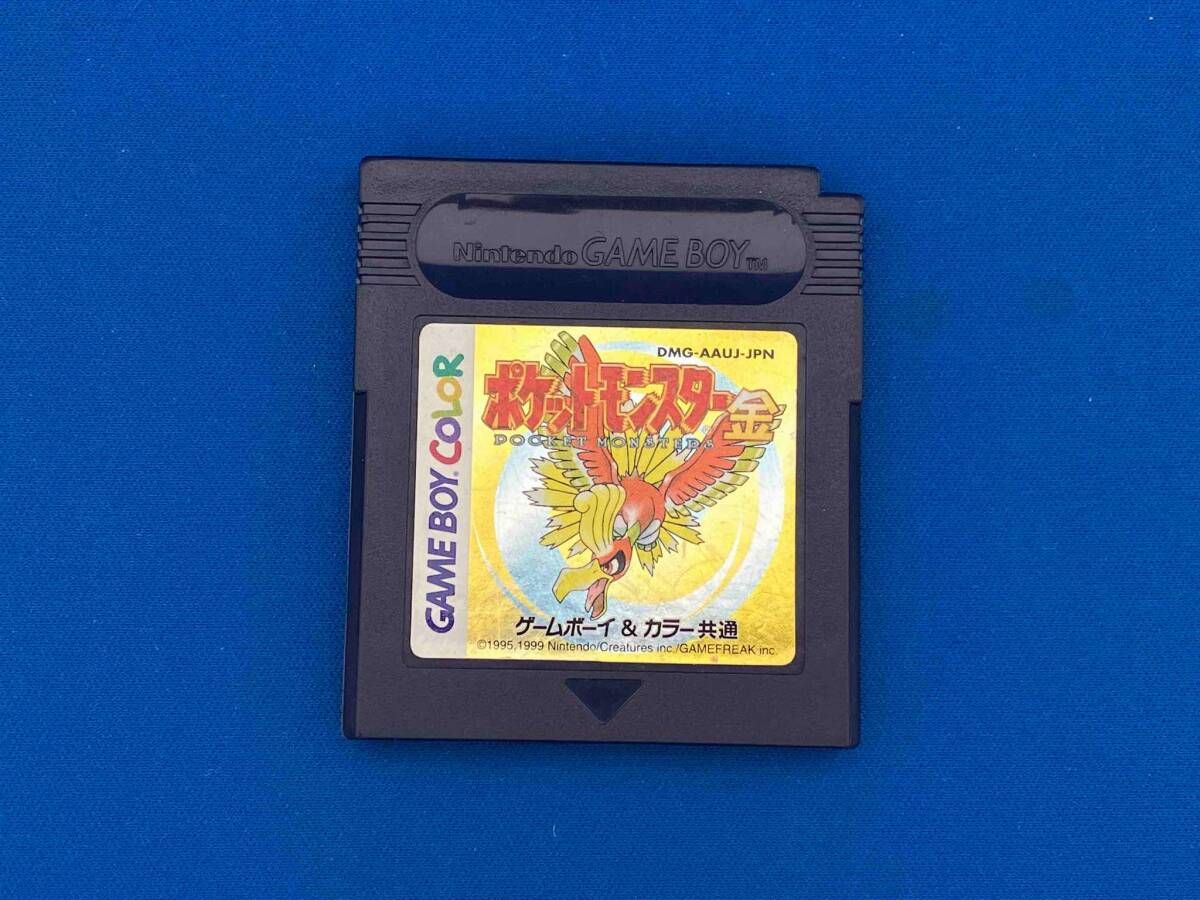 Nintendo GAME BOY TM
GAME BOY COLOR
DMG-AAUJ-JPN
ポケットモンスター 金
POCKET MONSTERS
ゲームボーイ & カラー共通
©1995,1999 Nintendo/Creatures inc./GAMEFREAK inc.